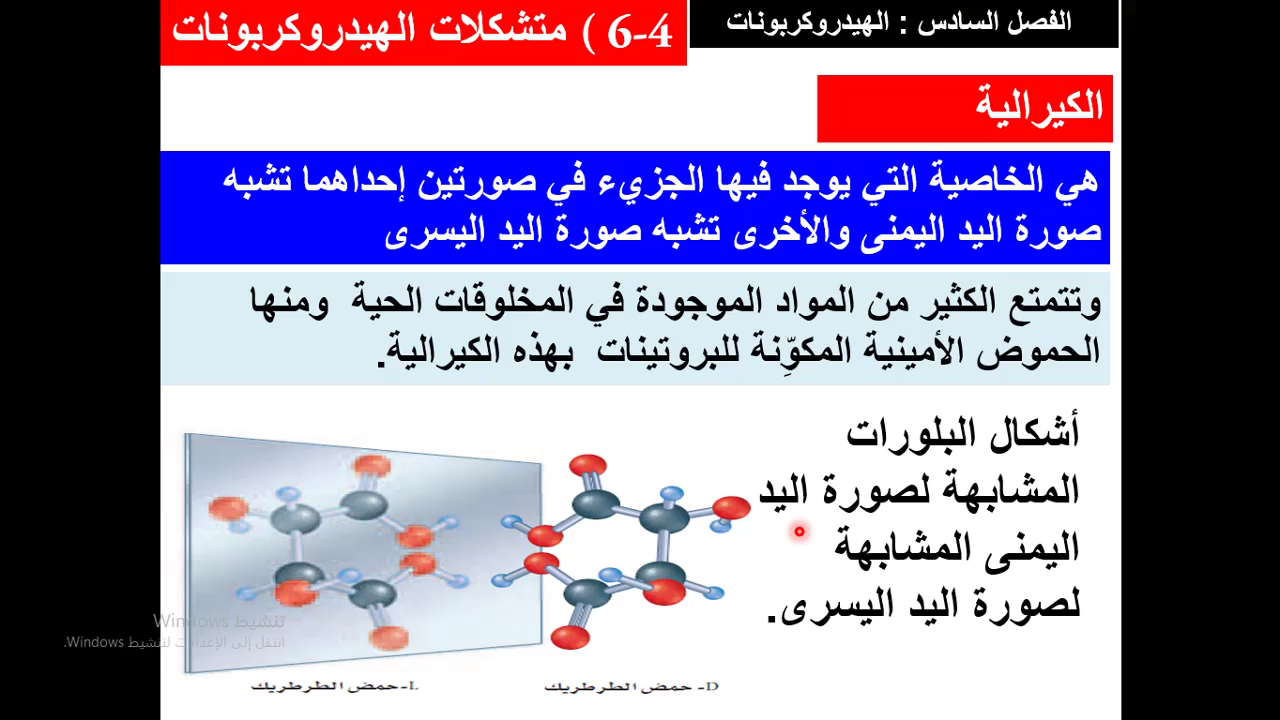 الفصل السادس : الهيدروكربونات
6-4 ) متشكلات الهيدروكربونات
الكيرالية
هي الخاصية التي يوجد فيها الجزيء في صورتين إحداهما تشبه
صورة اليد اليمنى والأخرى تشبه صورة اليد اليسرى
وتتمتع الكثير من المواد الموجودة في المخلوقات الحية ومنها
الحموض الأمينية المكوِّنة للبروتينات بهذه الكيرالية.
أشكال البلورات
المشابهة لصورة اليد
اليمنى المشابهة
لصورة اليد اليسرى.
تنشيط Windows
انتقل إلى الإعدادات لتنشيط Windows.
D- حمض الطرطريك
L-حمض الطرطريك